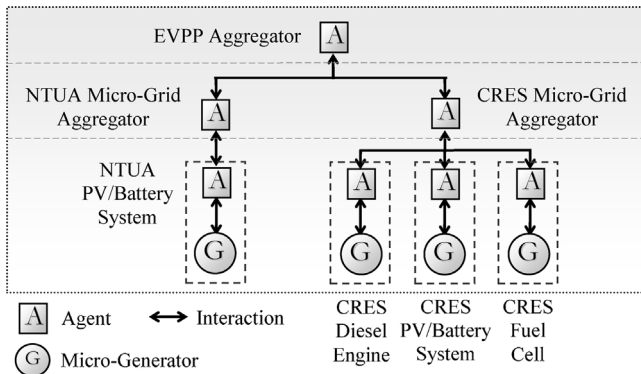 EVPP Aggregator
A
NTUA Micro-Grid
Aggregator
A
A
CRES Micro-Grid
Aggregator
NTUA
PV/Battery
System
A
A
A
A
G
G
G
G
A
Agent
Interaction
G
Micro-Generator
CRES
Diesel
Engine
CRES
PV/Battery
System
CRES
Fuel
Cell